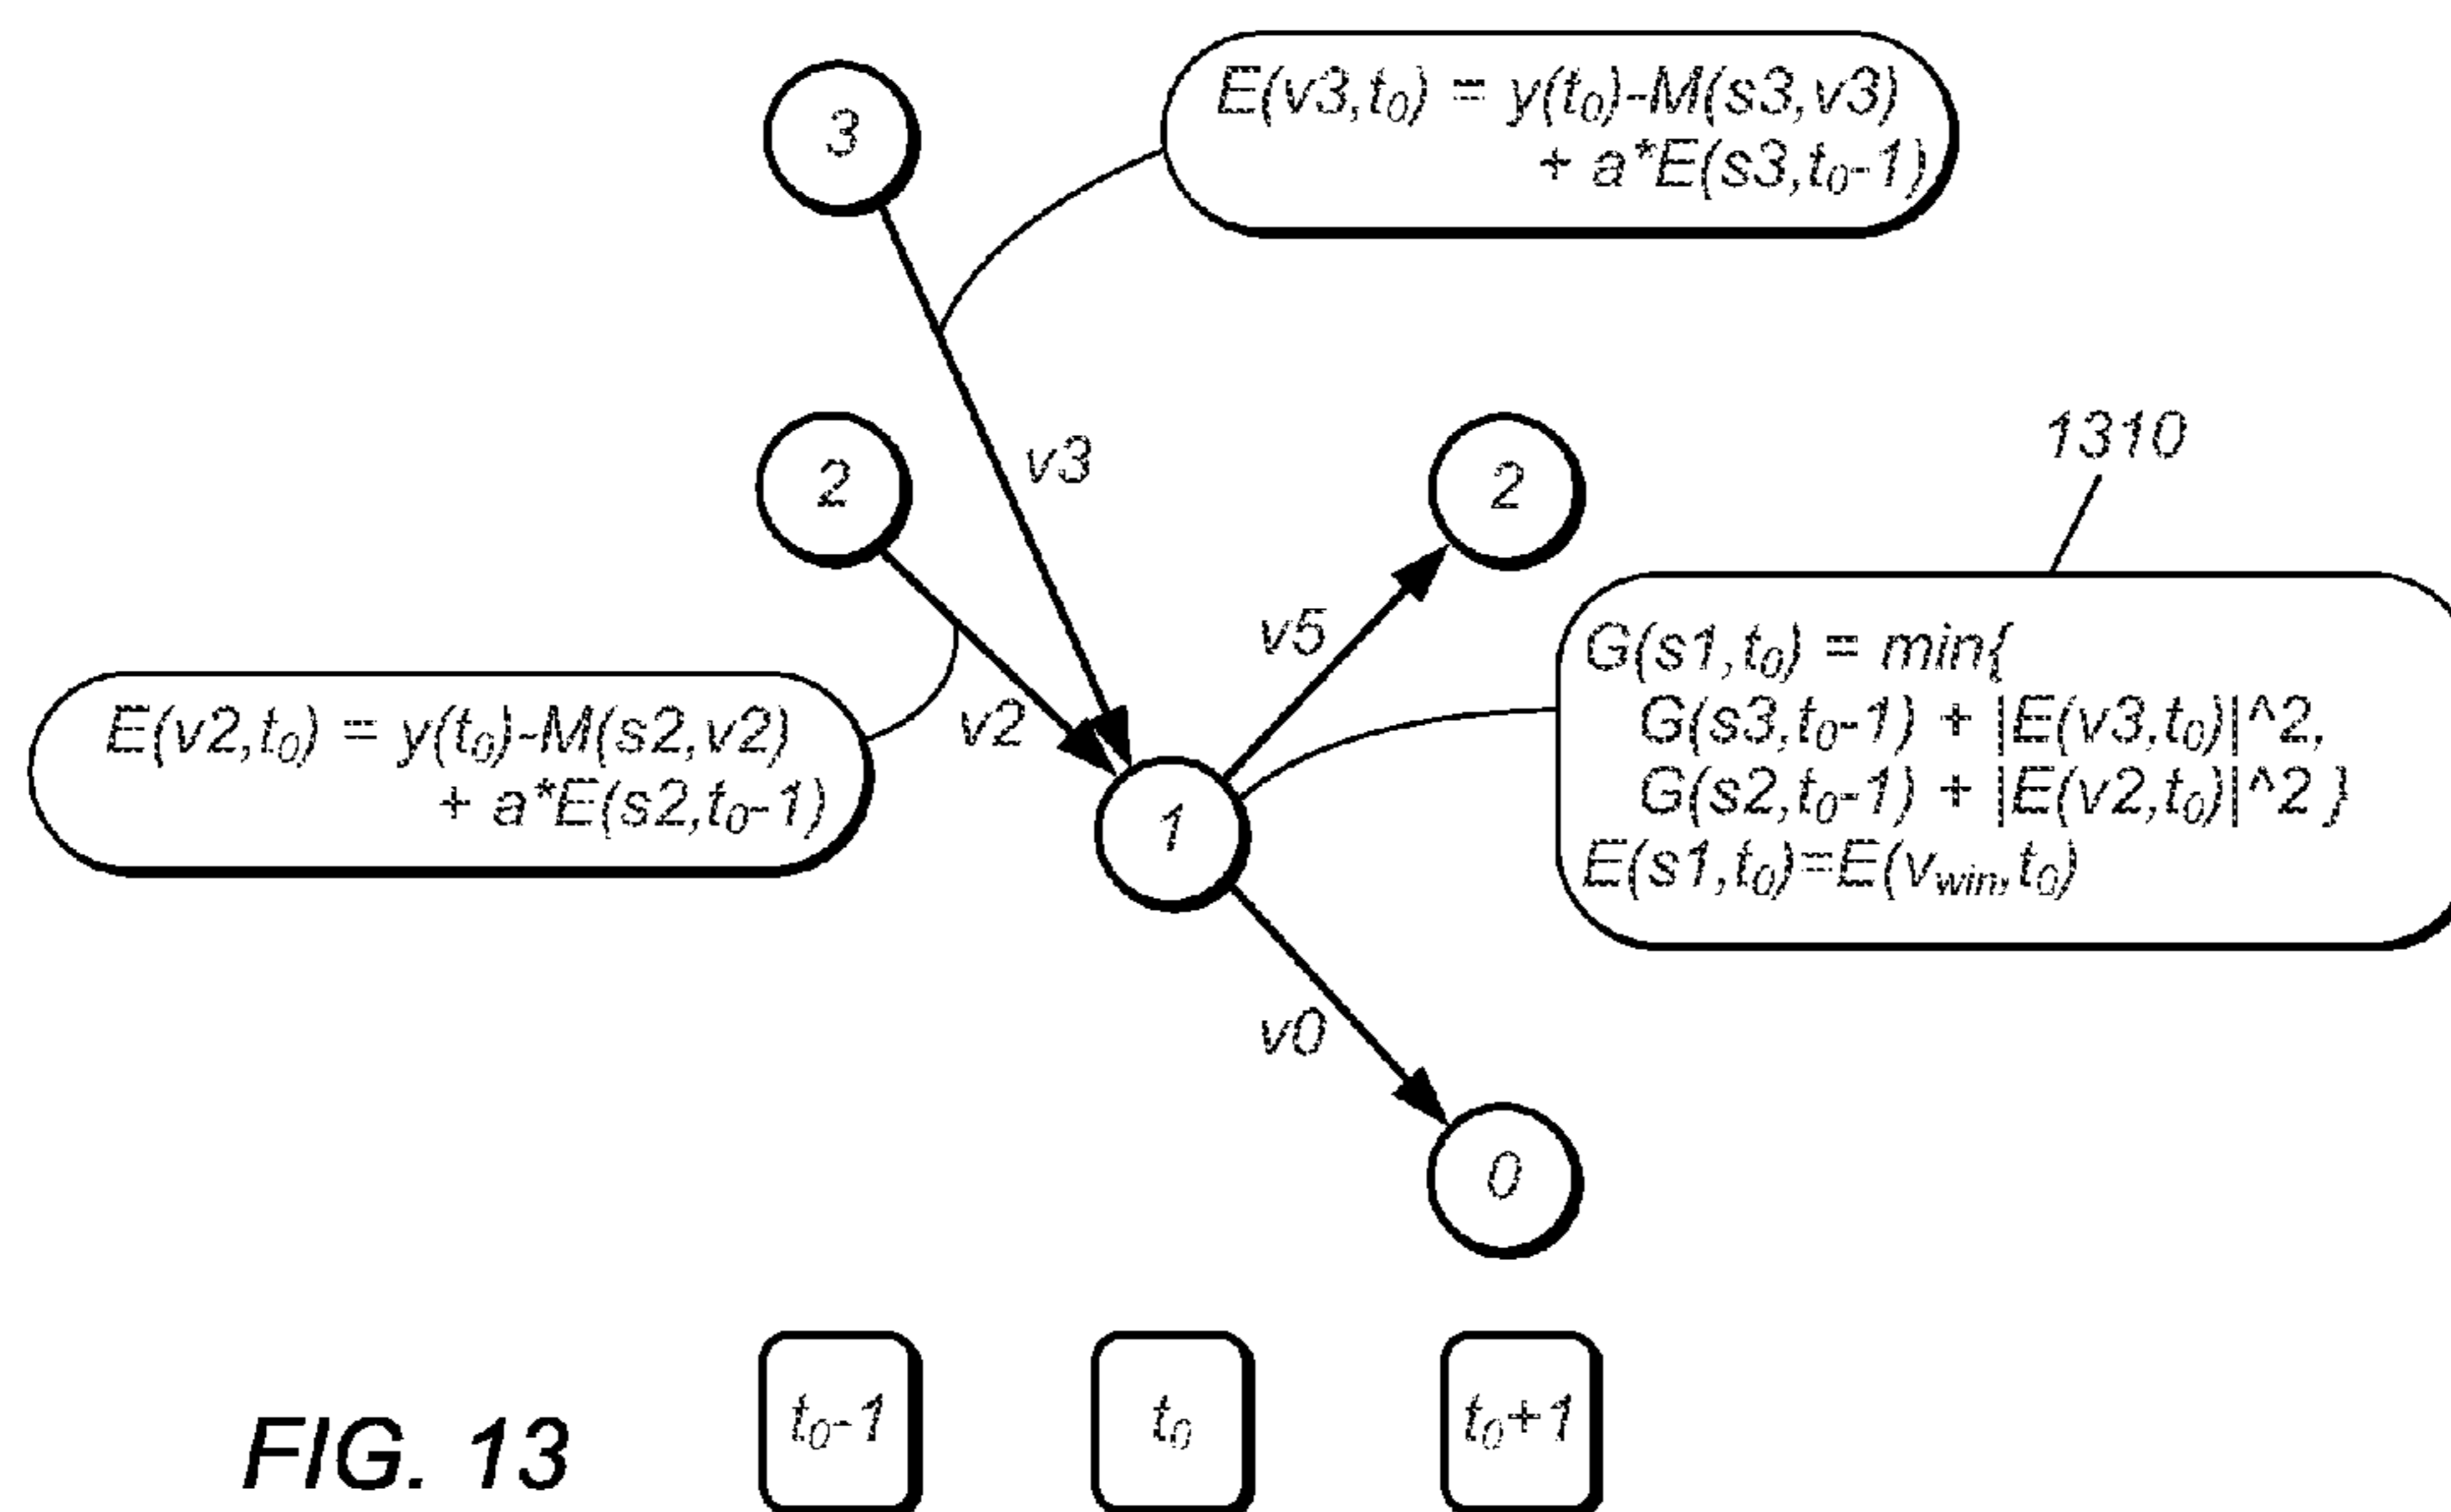 3
E(v3,t₀) = y(t₀)-M(s3,v3)
+ a*E(s3,t₀-1)
1310
2
v3
2
v5
G(s1,t₀) = min{
G(s3,t₀-1) + |E(v3,t₀)|^2,
G(s2,t₀-1) + |E(v2,t₀)|^2 }
E(s1,t₀)=E(vwin,t₀)
E(v2,t₀) = y(t₀)-M(s2,v2)
+ a*E(s2,t₀-1)
v2
1
v0
0
t₀-1
t₀
t₀+1
FIG. 13